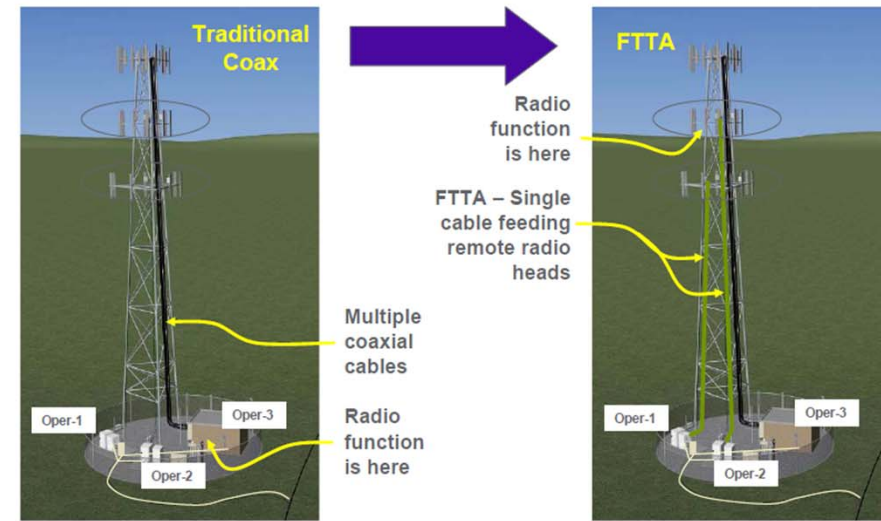 Traditional
Coax
Multiple
coaxial
cables
Radio
function
is here
Oper-1
Oper-2
Oper-3
FTTA
Radio
function
is here
FTTA – Single
cable feeding
remote radio
heads
Oper-1
Oper-2
Oper-3